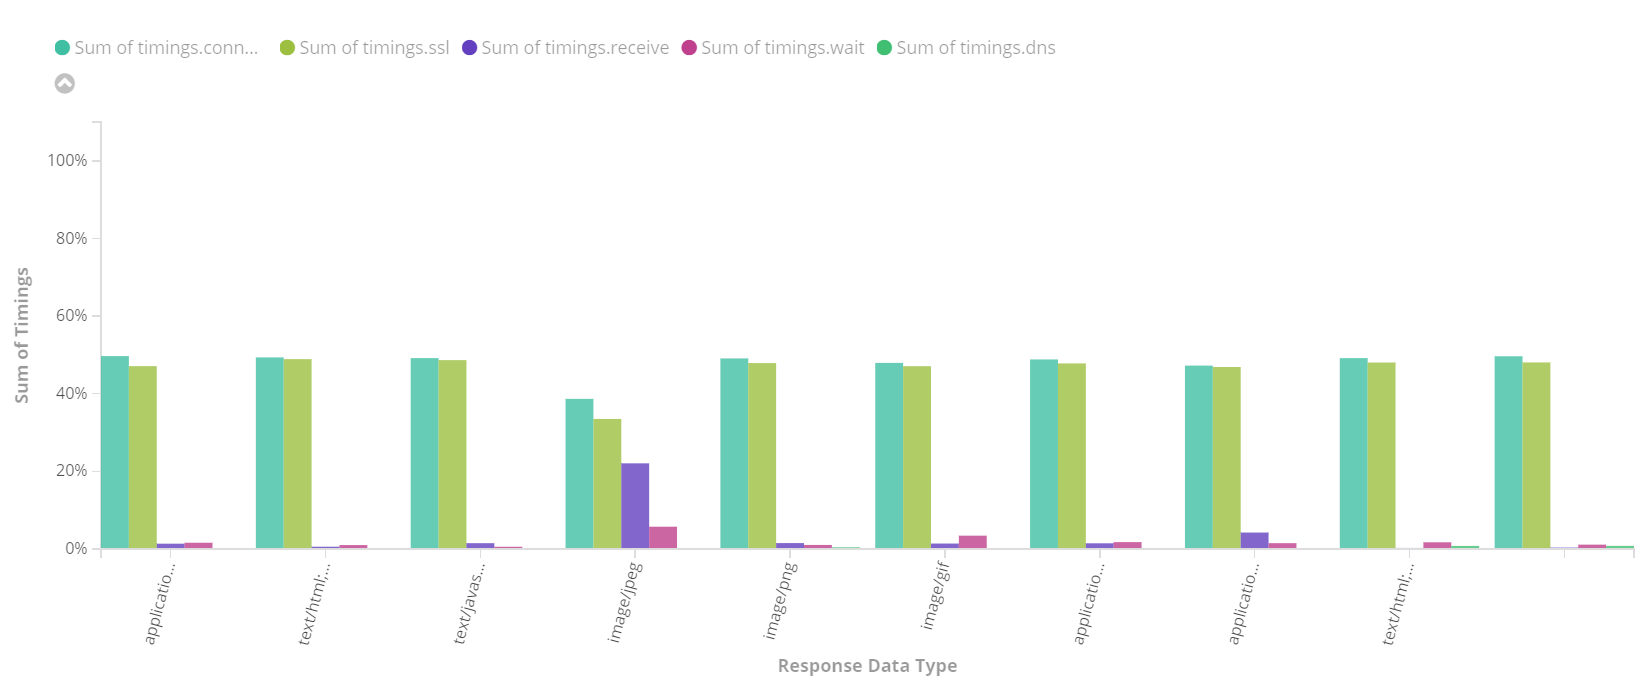 Sum of timings.conn...
Sum of timings.ssl
Sum of timings.receive
Sum of timings.wait
Sum of timings.dns
Sum of Timings
100%
80%
60%
40%
20%
0%
applicatio...
text/html;...
text/javas...
image/jpeg
image/png
image/gif
applicatio...
applicatio...
text/html;...
Response Data Type